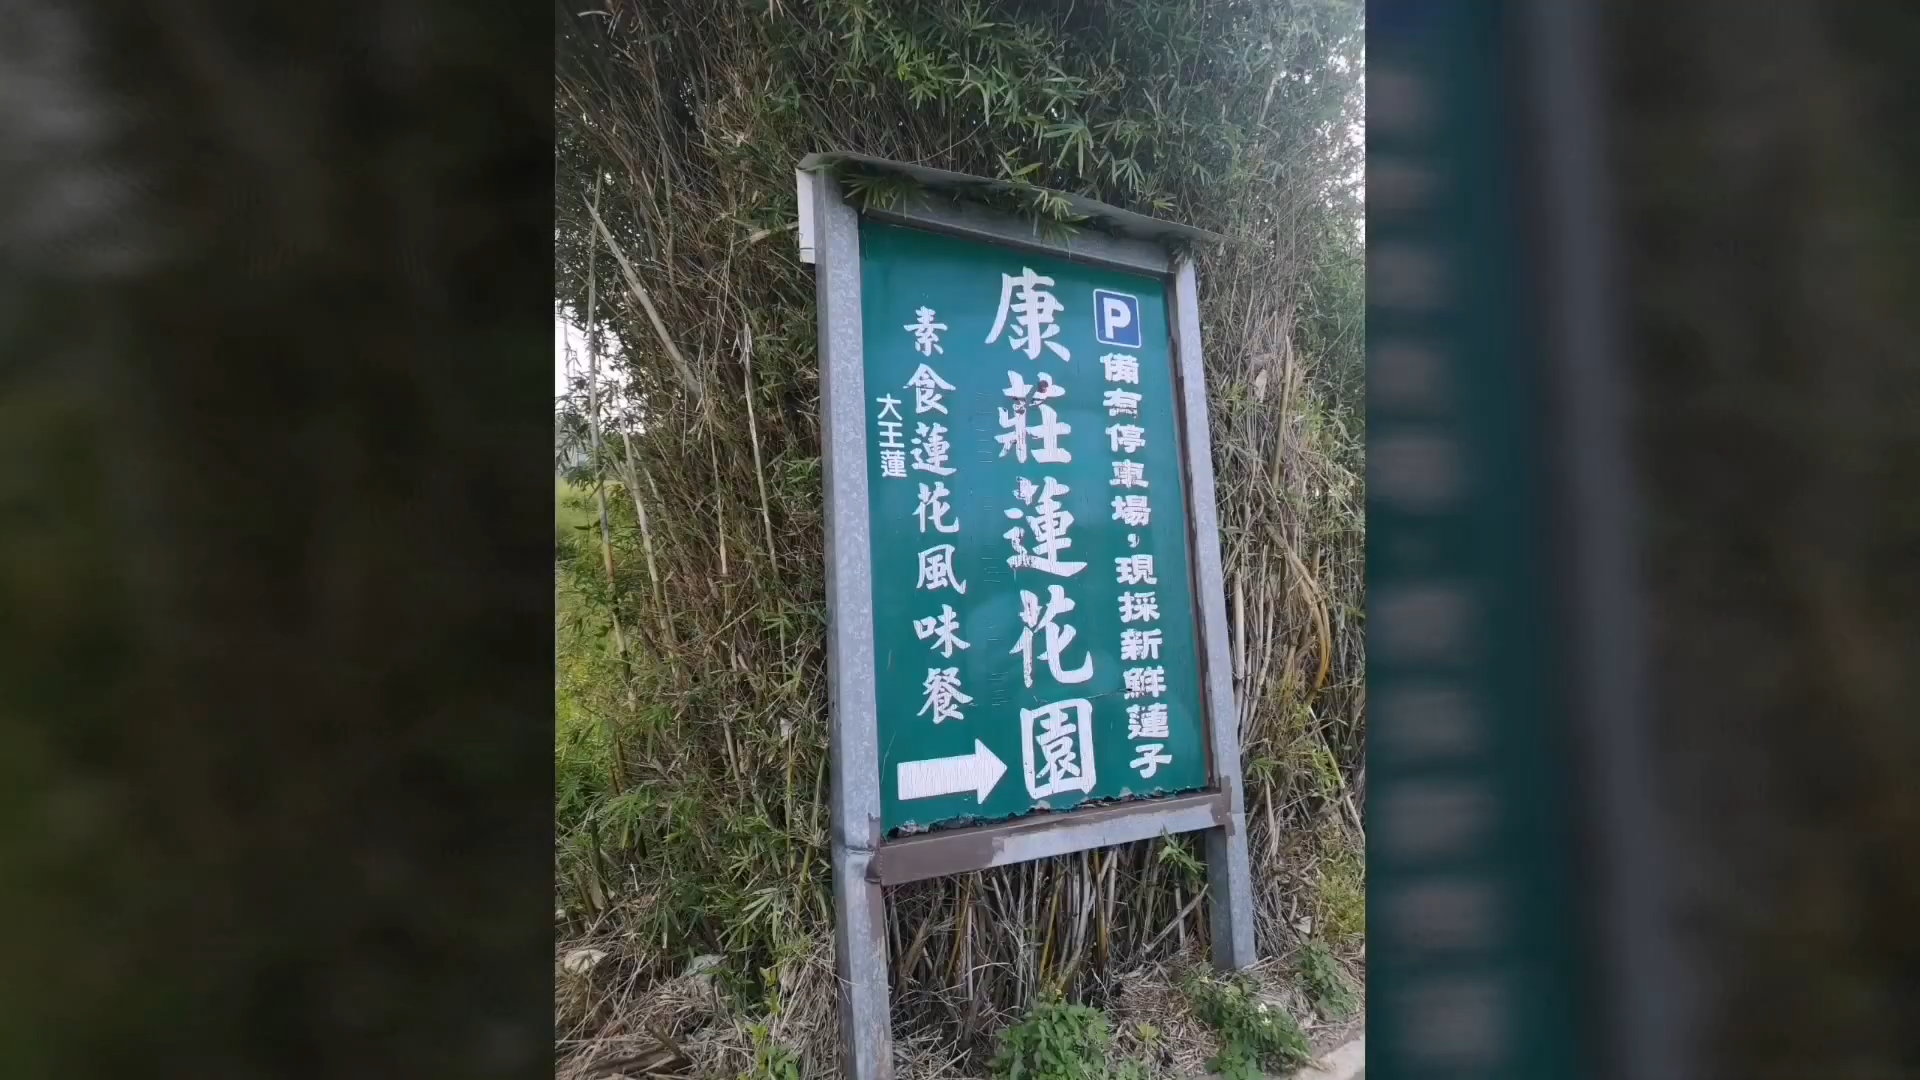 P
備有停車場，現採新鮮蓮子
康莊蓮花園
素食蓮花風味餐
大王蓮